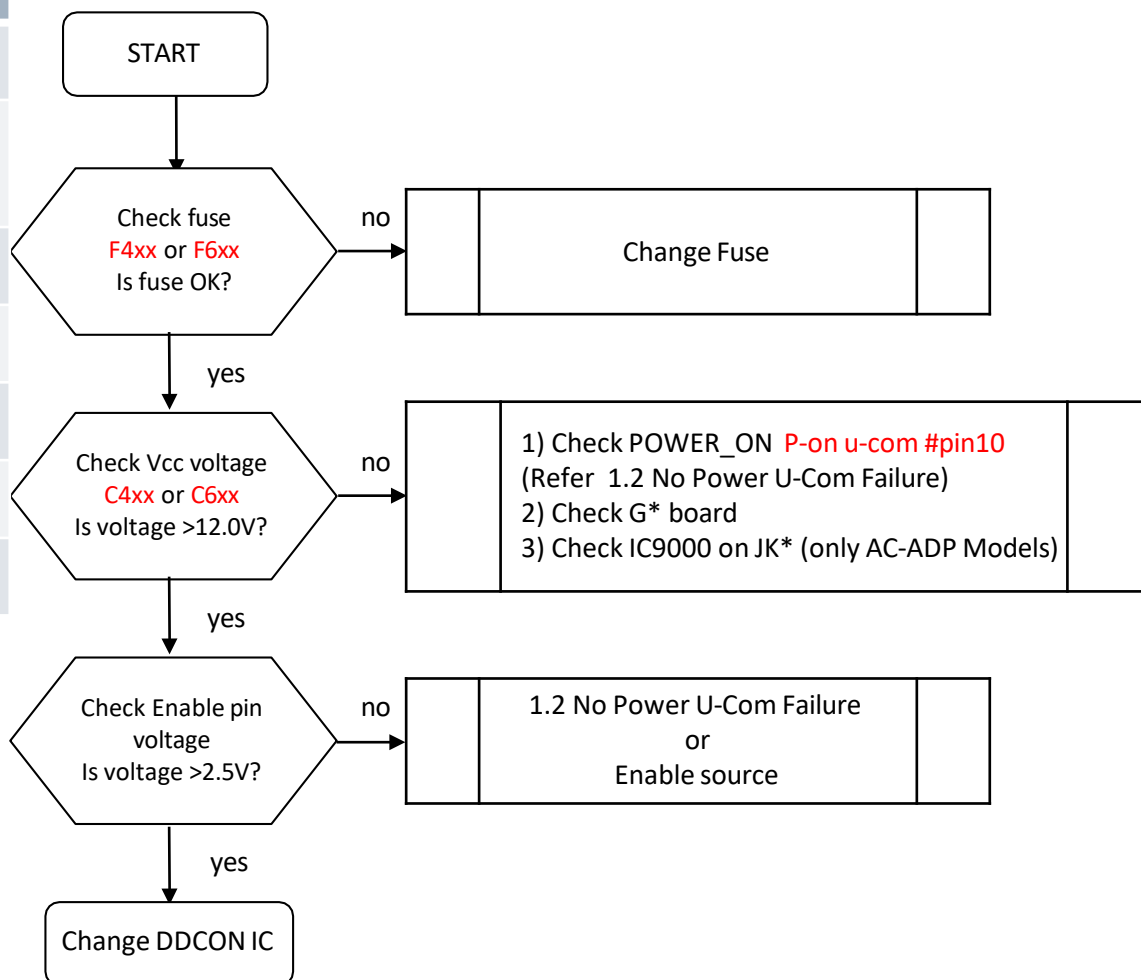 START
Check fuse
F4xx or F6xx
Is fuse OK?
no
Change Fuse
yes
Check Vcc voltage
C4xx or C6xx
Is voltage >12.0V?
no
1) Check POWER_ON P-on u-com #pin10
(Refer 1.2 No Power U-Com Failure)
2) Check G* board
3) Check IC9000 on JK* (only AC-ADP Models)
yes
Check Enable pin
voltage
Is voltage >2.5V?
no
1.2 No Power U-Com Failure
or
Enable source
yes
Change DDCON IC